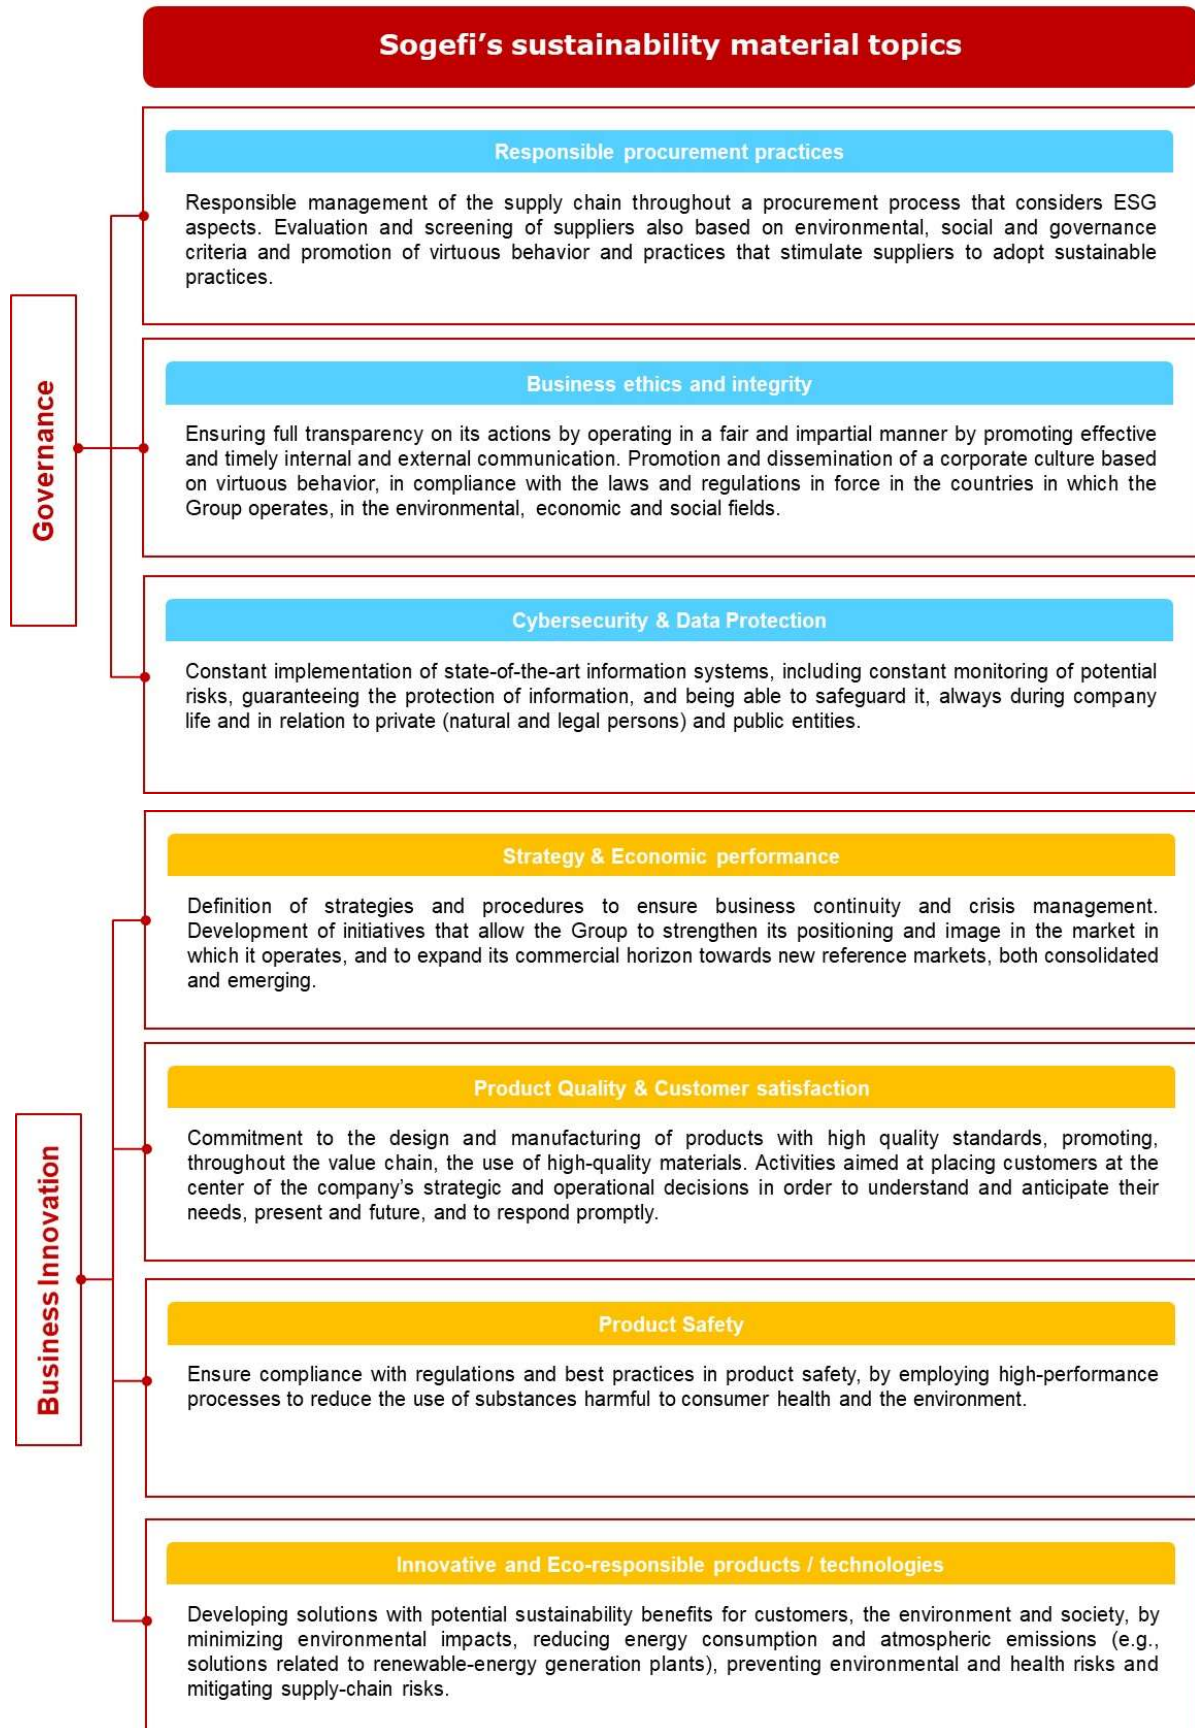 Sogefi's sustainability material topics
Governance
Responsible procurement practices
Responsible management of the supply chain throughout a procurement process that considers ESG
aspects. Evaluation and screening of suppliers also based on environmental, social and governance
criteria and promotion of virtuous behavior and practices that stimulate suppliers to adopt sustainable
practices.
Business ethics and integrity
Ensuring full transparency on its actions by operating in a fair and impartial manner by promoting effective
and timely internal and external communication. Promotion and dissemination of a corporate culture based
on virtuous behavior, in compliance with the laws and regulations in force in the countries in which the
Group operates, in the environmental, economic and social fields.
Cybersecurity & Data Protection
Constant implementation of state-of-the-art information systems, including constant monitoring of potential
risks, guaranteeing the protection of information, and being able to safeguard it, always during company
life and in relation to private (natural and legal persons) and public entities.
Business Innovation
Strategy & Economic performance
Definition of strategies and procedures to ensure business continuity and crisis management.
Development of initiatives that allow the Group to strengthen its positioning and image in the market in
which it operates, and to expand its commercial horizon towards new reference markets, both consolidated
and emerging.
Product Quality & Customer satisfaction
Commitment to the design and manufacturing of products with high quality standards, promoting,
throughout the value chain, the use of high-quality materials. Activities aimed at placing customers at the
center of the company's strategic and operational decisions in order to understand and anticipate their
needs, present and future, and to respond promptly.
Product Safety
Ensure compliance with regulations and best practices in product safety, by employing high-performance
processes to reduce the use of substances harmful to consumer health and the environment.
Innovative and Eco-responsible products / technologies
Developing solutions with potential sustainability benefits for customers, the environment and society, by
minimizing environmental impacts, reducing energy consumption and atmospheric emissions (e.g.,
solutions related to renewable-energy generation plants), preventing environmental and health risks and
mitigating supply-chain risks.